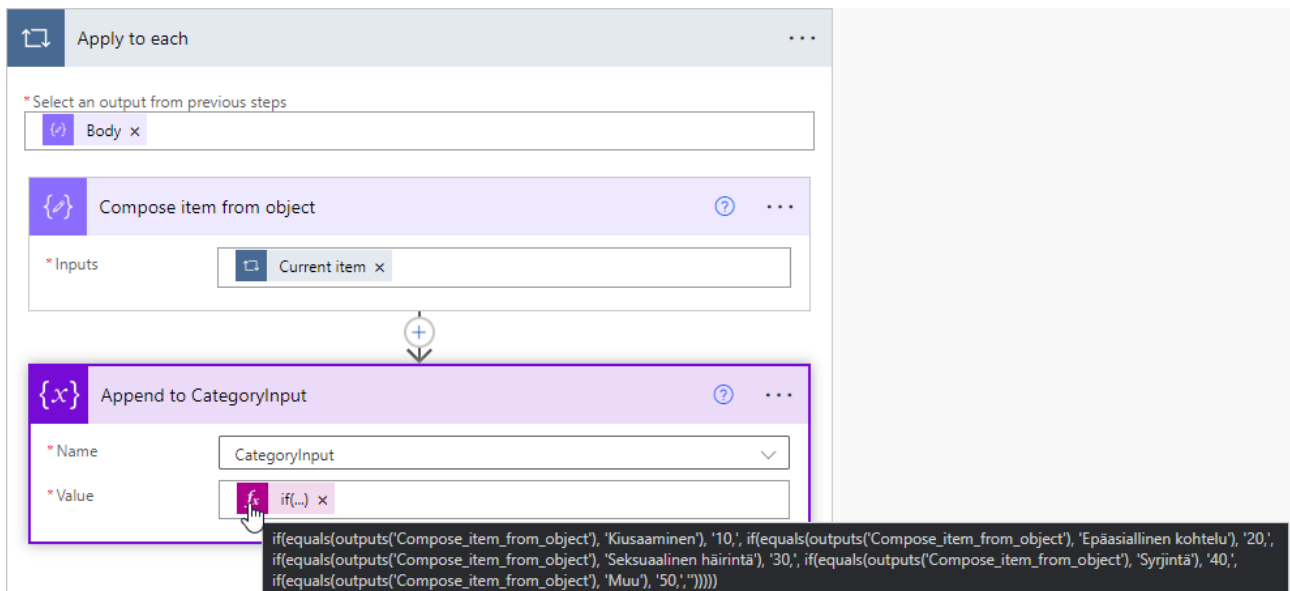 Apply to each
* Select an output from previous steps
Body ×
Compose item from object
* Inputs
Current item ×
{x} Append to CategoryInput
* Name
CategoryInput
* Value
fx if(...) ×
if(equals(outputs('Compose_item_from_object'), 'Kiusaaminen'), '10,', if(equals(outputs('Compose_item_from_object'), 'Epäasiallinen kohtelu'), '20,',
if(equals(outputs('Compose_item_from_object'), 'Seksuaalinen häirintä'), '30,', if(equals(outputs('Compose_item_from_object'), 'Syrjintä'), '40,',
if(equals(outputs('Compose_item_from_object'), 'Muu'), '50,','')))))